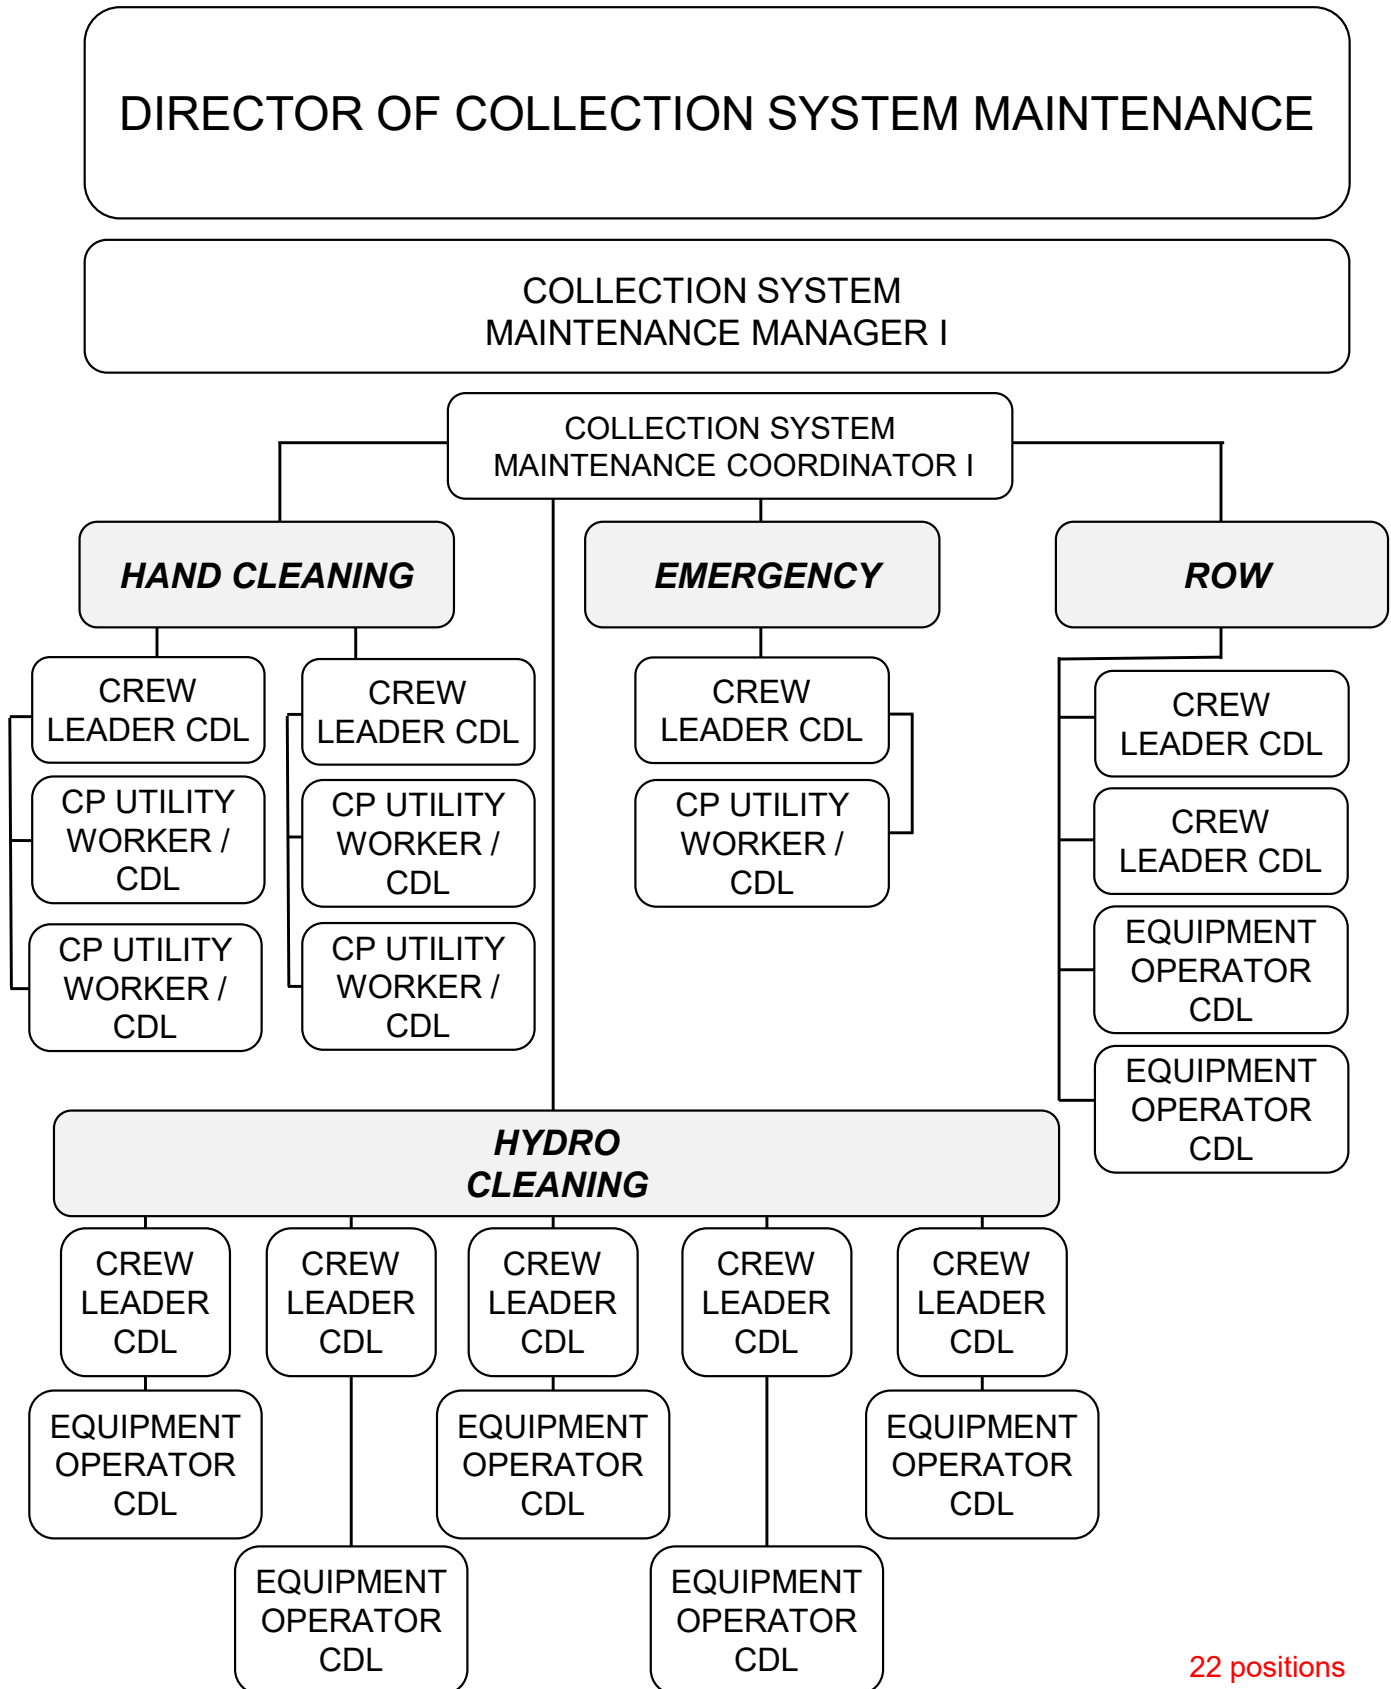 DIRECTOR OF COLLECTION SYSTEM MAINTENANCE
COLLECTION SYSTEM
MAINTENANCE MANAGER I
COLLECTION SYSTEM
MAINTENANCE COORDINATOR I
HAND CLEANING
EMERGENCY
ROW
CREW
LEADER CDL
CP UTILITY
WORKER /
CDL
CP UTILITY
WORKER /
CDL
CREW
LEADER CDL
CP UTILITY
WORKER /
CDL
CP UTILITY
WORKER /
CDL
CREW
LEADER CDL
CP UTILITY
WORKER /
CDL
CREW
LEADER CDL
CREW
LEADER CDL
EQUIPMENT
OPERATOR
CDL
EQUIPMENT
OPERATOR
CDL
HYDRO
CLEANING
CREW
LEADER
CDL
CREW
LEADER
CDL
CREW
LEADER
CDL
CREW
LEADER
CDL
CREW
LEADER
CDL
EQUIPMENT
OPERATOR
CDL
EQUIPMENT
OPERATOR
CDL
EQUIPMENT
OPERATOR
CDL
EQUIPMENT
OPERATOR
CDL
EQUIPMENT
OPERATOR
CDL
22 positions